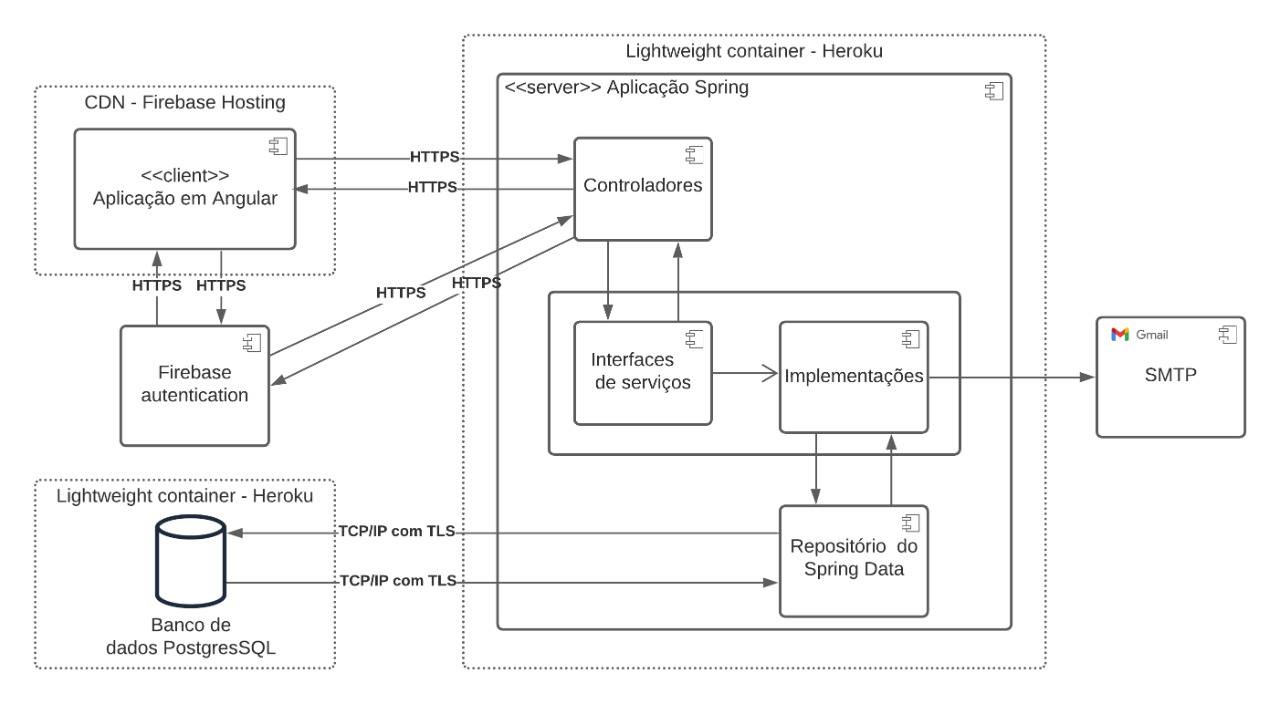 Lightweight container - Heroku
<<server>> Aplicação Spring
CDN - Firebase Hosting
<<client>>
Aplicação em Angular
HTTPS
HTTPS
Controladores
HTTPS
HTTPS
HTTPS
HTTPS
Firebase
autentication
Interfaces
de serviços
Implementações
Gmail
SMTP
Lightweight container - Heroku
TCP/IP com TLS
TCP/IP com TLS
Repositório do
Spring Data
Banco de
dados PostgresSQL